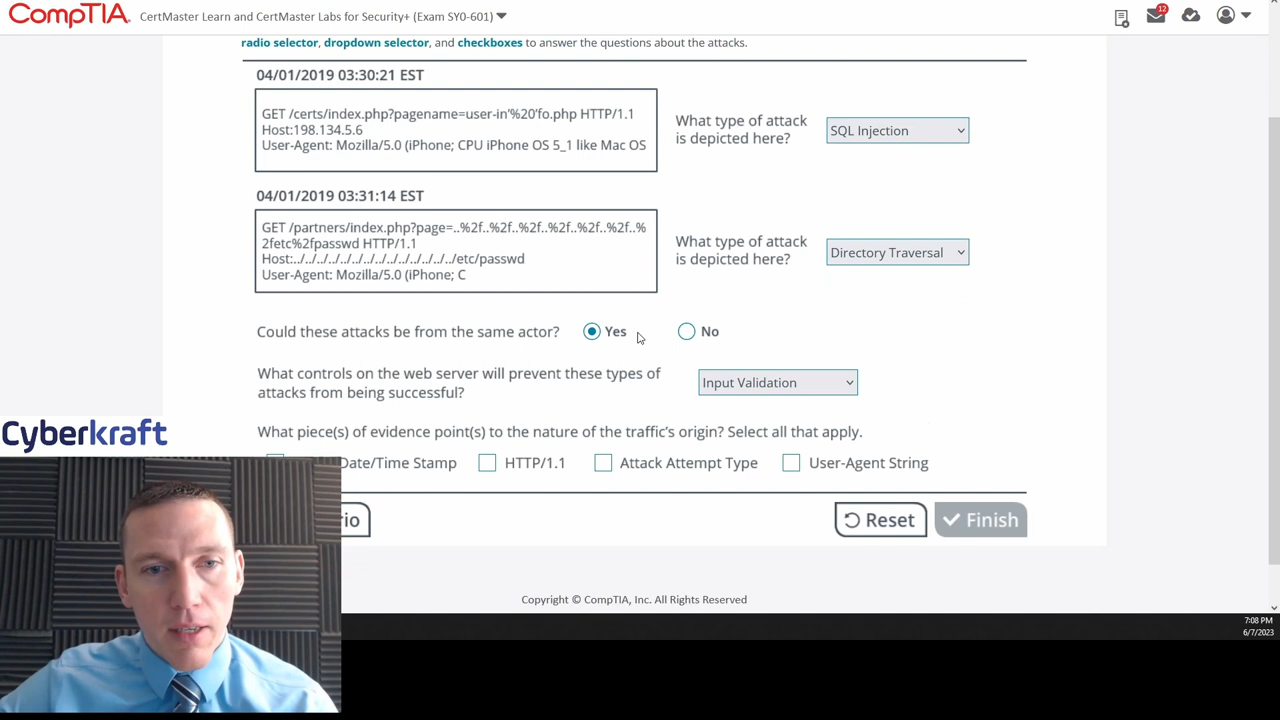 CompTIA. CertMaster Learn and CertMaster Labs for Security+ (Exam SY0-601)
12
radio selector, dropdown selector, and checkboxes to answer the questions about the attacks.
04/01/2019 03:30:21 EST
GET /certs/index.php?pagename=user-in'%20'fo.php HTTP/1.1
Host:198.134.5.6
User-Agent: Mozilla/5.0 (iPhone; CPU iPhone OS 5_1 like Mac OS
What type of attack
is depicted here?
SQL Injection
04/01/2019 03:31:14 EST
GET /partners/index.php?page=..%2f..%2f..%2f..%2f..%2f..%2f..%
2fetc%2fpasswd HTTP/1.1
Host:../../../../../../../../../../../../../../etc/passwd
User-Agent: Mozilla/5.0 (iPhone; C
What type of attack
is depicted here?
Directory Traversal
Could these attacks be from the same actor? Yes No
What controls on the web server will prevent these types of
attacks from being successful?
Input Validation
Cyberkraft
What piece(s) of evidence point(s) to the nature of the traffic's origin? Select all that apply.
Date/Time Stamp HTTP/1.1 Attack Attempt Type User-Agent String
Reset Finish
Copyright © CompTIA, Inc. All Rights Reserved
7:08 PM
6/7/2023